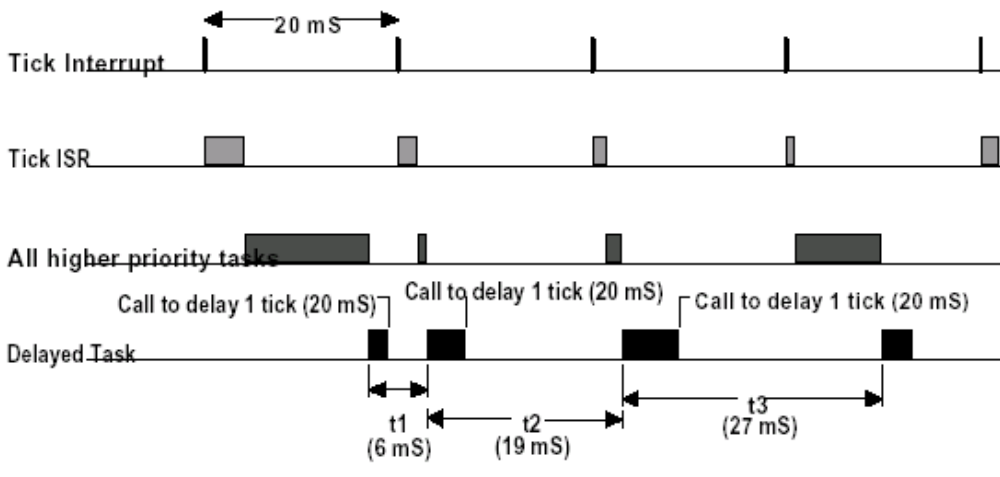 20 mS
Tick Interrupt
Tick ISR
All higher priority tasks
Call to delay 1 tick (20 mS)
Call to delay 1 tick (20 mS)
Call to delay 1 tick (20 mS)
Delayed Task
t1
(6 mS)
t2
(19 mS)
t3
(27 mS)